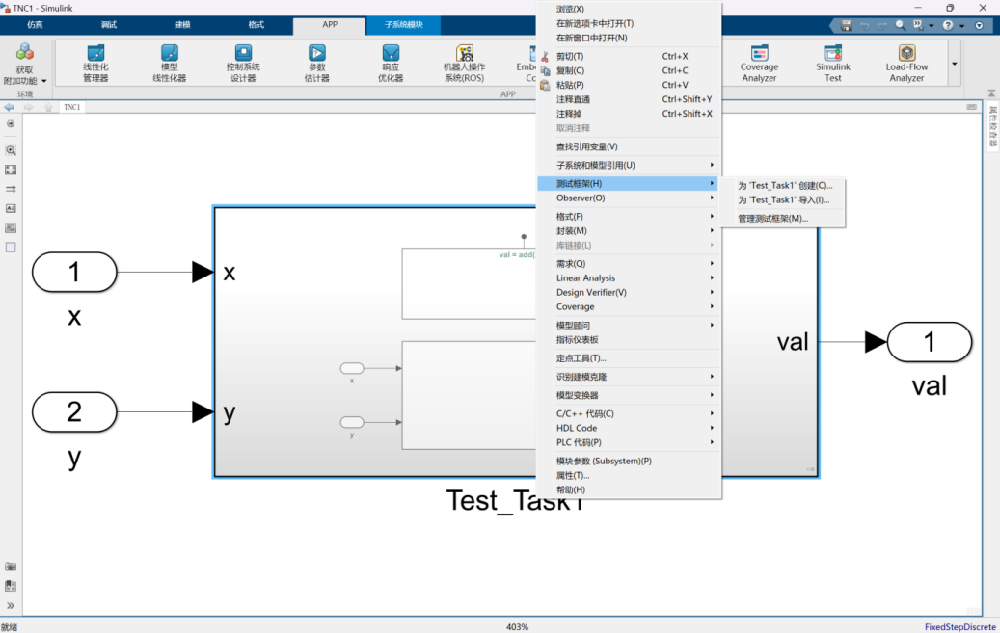 TNC1 - Simulink
仿真
调试
建模
格式
APP
子系统模块
获取
附加功能
环境
线性化
管理器
模型
线性化器
控制系统
设计器
参数
估计器
响应
优化器
机器人操作
系统(ROS)
Emb
Co
Coverage
Analyzer
Simulink
Test
Load-Flow
Analyzer
APP
TNC1
属性检查器
浏览(X)
在新选项卡中打开(T)
在新窗口中打开(N)
剪切(T) Ctrl+X
复制(C) Ctrl+C
粘贴(P) Ctrl+V
注释直通 Ctrl+Shift+Y
注释掉 Ctrl+Shift+X
取消注释
查找引用变量(V)
子系统和模型引用(U)
测试框架(H)
Observer(O)
格式(F)
封装(M)
库链接(L)
需求(Q)
Linear Analysis
Design Verifier(V)
Coverage
模型顾问
指标仪表板
定点工具(T)...
识别建模克隆
模型变换器
C/C++ 代码(C)
HDL Code
PLC 代码(P)
模块参数 (Subsystem)(P)
属性(T)...
帮助(H)
为 'Test_Task1' 创建(C)...
为 'Test_Task1' 导入(I)...
管理测试框架(M)...
1
x
x
2
y
y
val = add(
x
y
val
1
val
Test_Task1
就绪
403%
FixedStepDiscrete